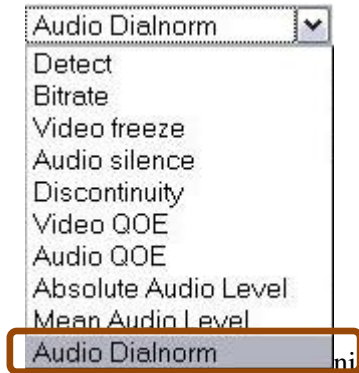 Audio Dialnorm
Detect
Bitrate
Video freeze
Audio silence
Discontinuity
Video QOE
Audio QOE
Absolute Audio Level
Mean Audio Level
Audio Dialnorm
ni